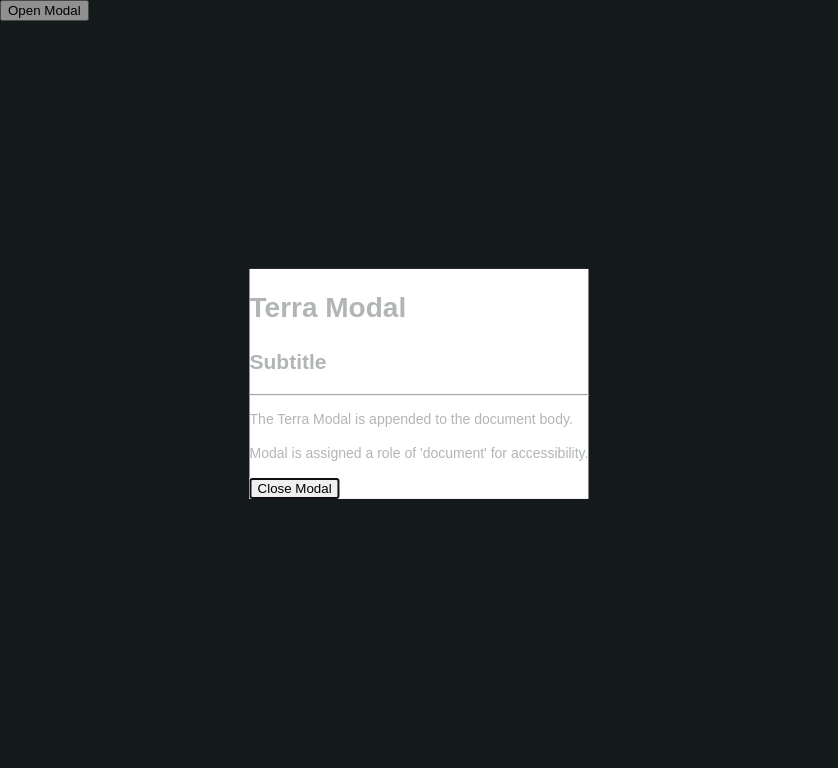 Open Modal
Terra Modal
Subtitle
The Terra Modal is appended to the document body.
Modal is assigned a role of 'document' for accessibility.
Close Modal